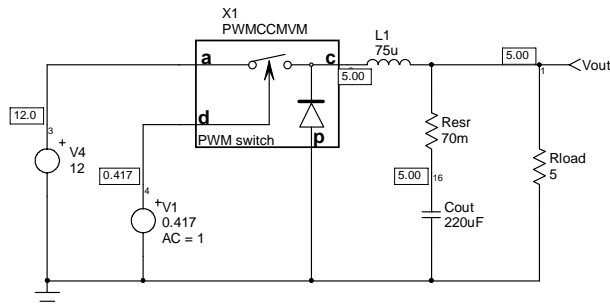 X1
PWMCCMVM
L1
75u
a
c
5.00
5.00
1
Vout
d
p
PWM switch
12.0
3
V4
12
0.417
4
V1
0.417
AC = 1
Resr
70m
5.00
16
Cout
220uF
Rload
5